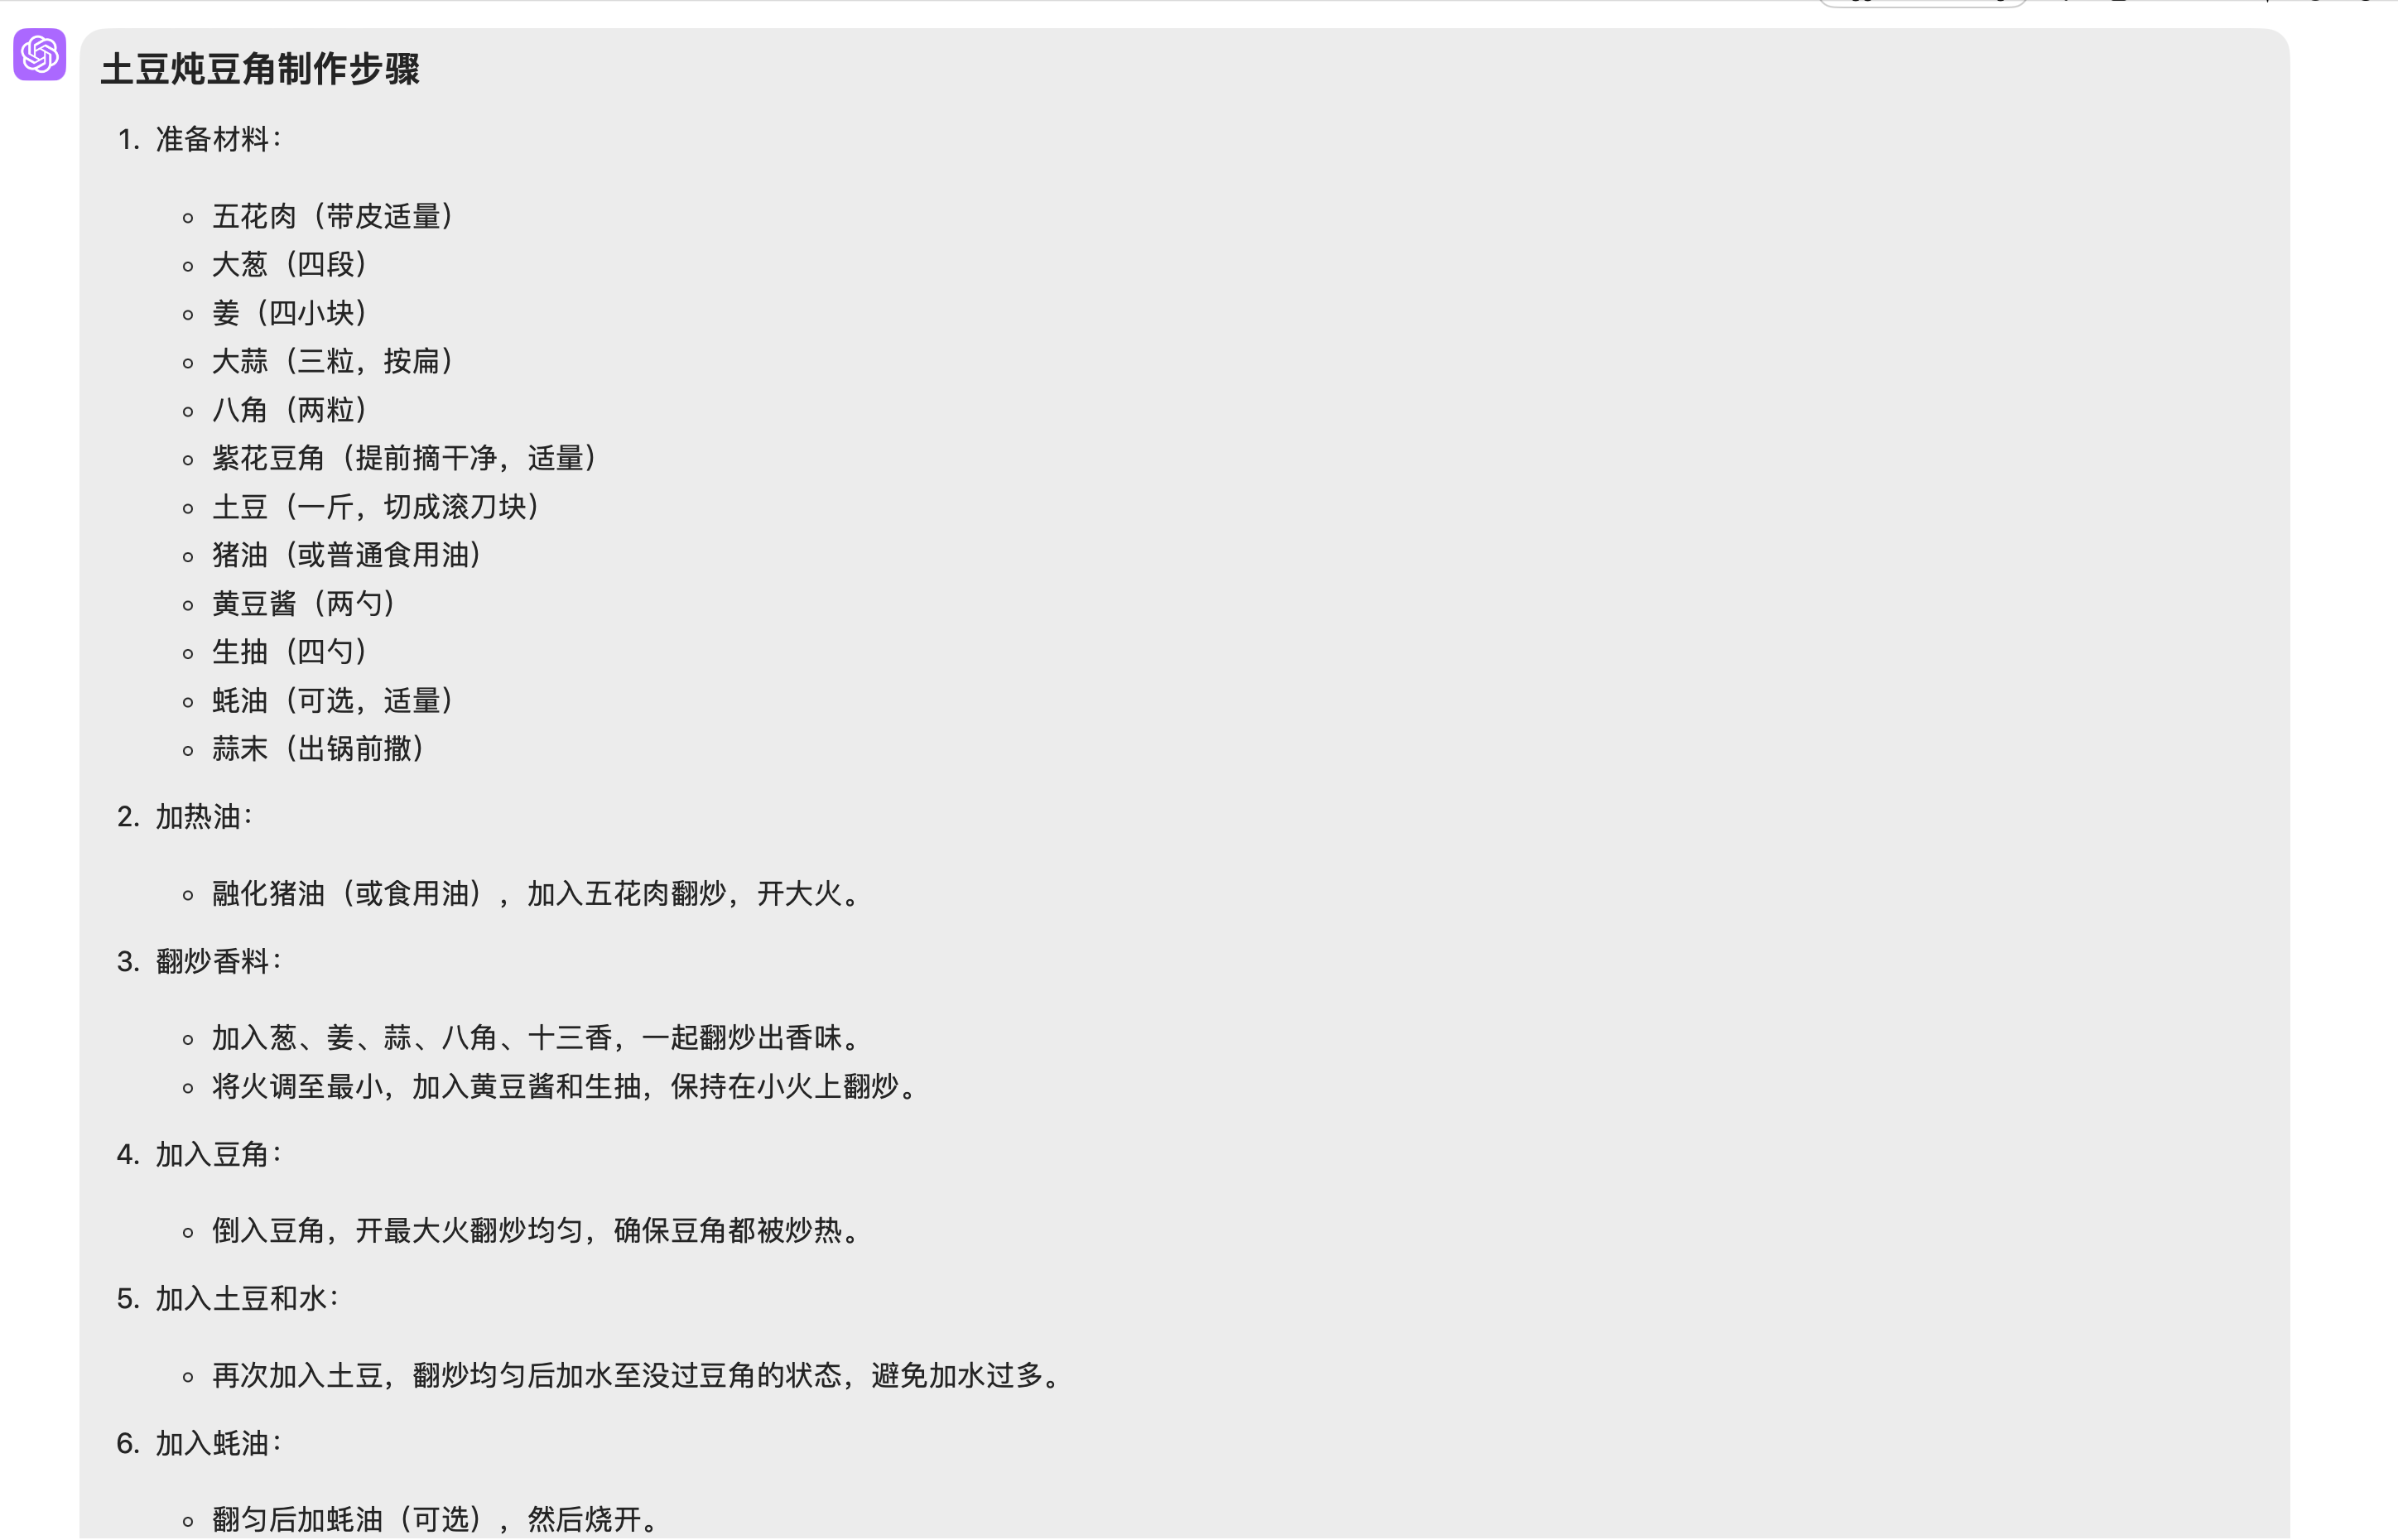 土豆炖豆角制作步骤
1. 准备材料：
五花肉（带皮适量）
大葱（四段）
姜（四小块）
大蒜（三粒，按扁）
八角（两粒）
紫花豆角（提前摘干净，适量）
土豆（一斤，切成滚刀块）
猪油（或普通食用油）
黄豆酱（两勺）
生抽（四勺）
蚝油（可选，适量）
蒜末（出锅前撒）
2. 加热油：
融化猪油（或食用油），加入五花肉翻炒，开大火。
3. 翻炒香料：
加入葱、姜、蒜、八角、十三香，一起翻炒出香味。
将火调至最小，加入黄豆酱和生抽，保持在小火上翻炒。
4. 加入豆角：
倒入豆角，开最大火翻炒均匀，确保豆角都被炒热。
5. 加入土豆和水：
再次加入土豆，翻炒均匀后加水至没过豆角的状态，避免加水过多。
6. 加入蚝油：
翻匀后加蚝油（可选），然后烧开。